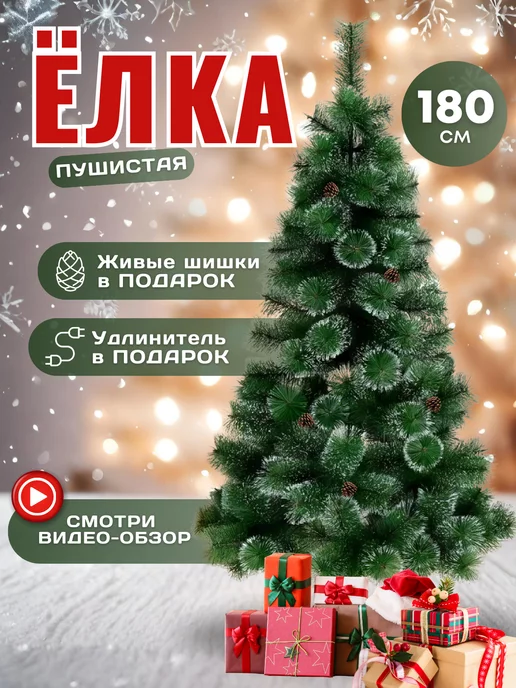 ЁЛКА
ПУШИСТАЯ
180
СМ
Живые шишки
в ПОДАРОК
Удлинитель
в ПОДАРОК
СМОТРИ
ВИДЕО-ОБЗОР